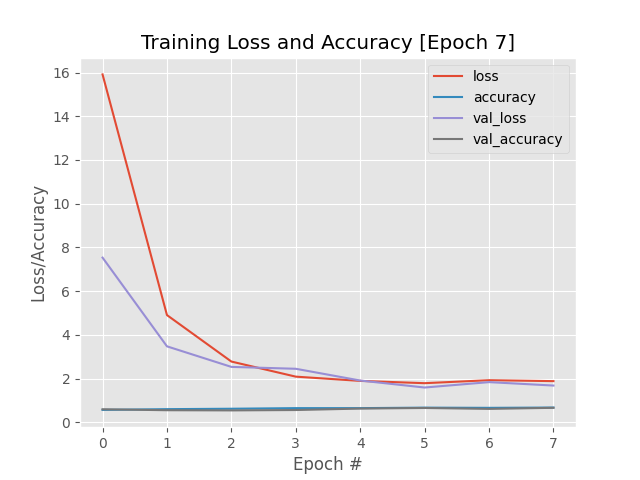 Training Loss and Accuracy [Epoch 7]
loss
accuracy
val_loss
val_accuracy
Loss/Accuracy
16
14
12
10
8
6
4
2
0
0 1 2 3 4 5 6 7
Epoch #